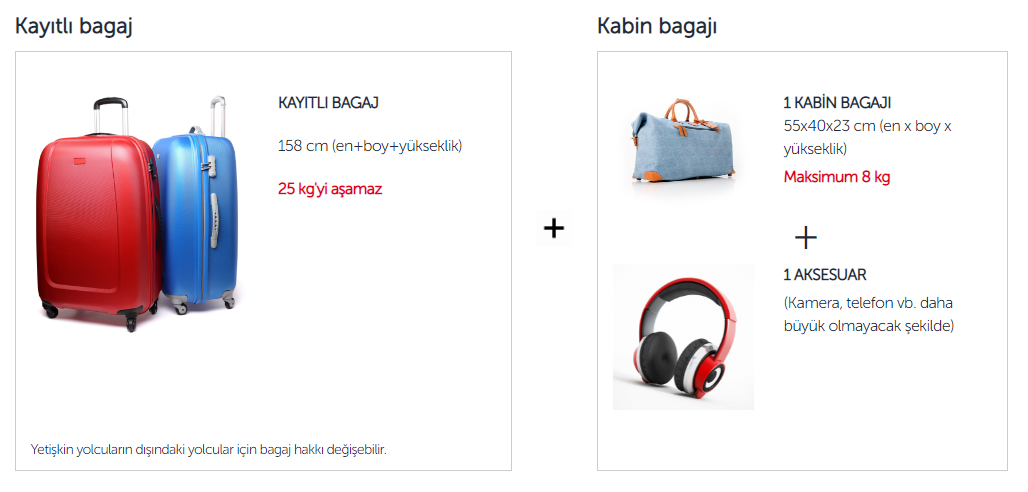 Kayıtlı bagaj
KAYITLI BAGAJ
158 cm (en+boy+yükseklik)
25 kg'yi aşamaz
Yetişkin yolcuların dışındaki yolcular için bagaj hakkı değişebilir.
+
Kabin bagajı
1 KABİN BAGAJI
55x40x23 cm (en x boy x
yükseklik)
Maksimum 8 kg
+
1 AKSESUAR
(Kamera, telefon vb. daha
büyük olmayacak şekilde)